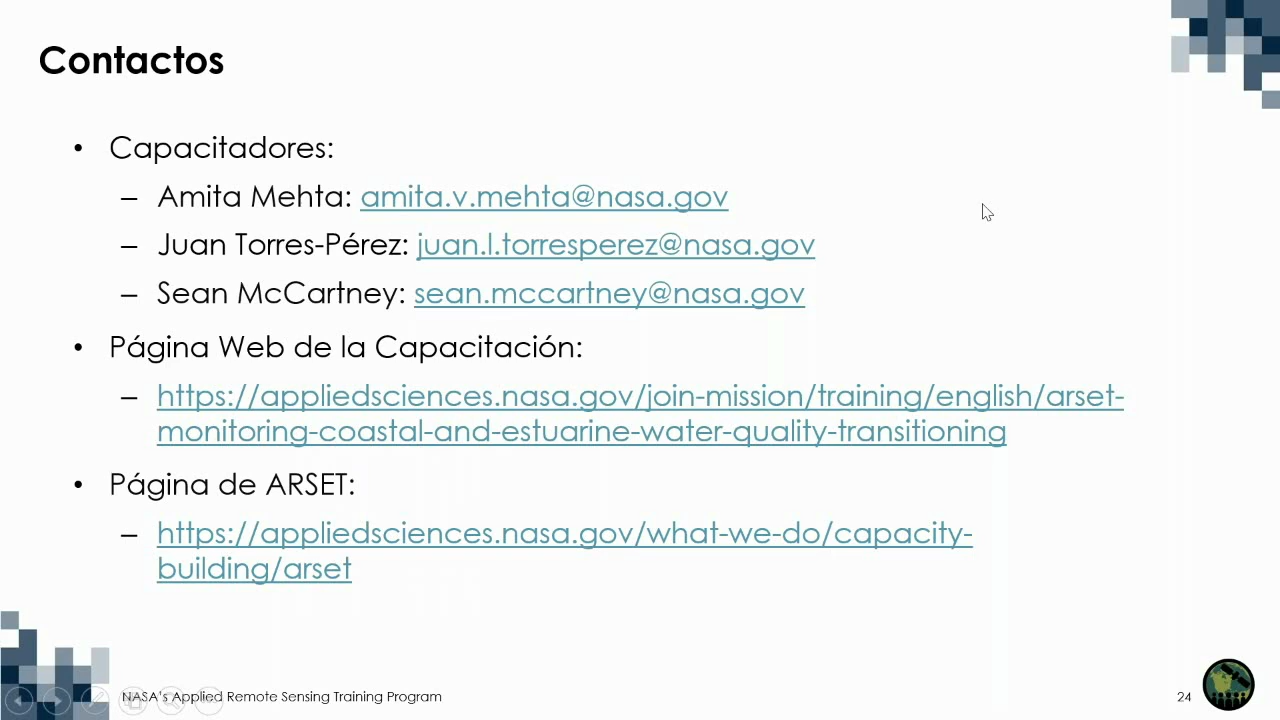 Contactos
• Capacitadores:
– Amita Mehta: amita.v.mehta@nasa.gov
– Juan Torres-Pérez: juan.l.torresperez@nasa.gov
– Sean McCartney: sean.mccartney@nasa.gov
• Página Web de la Capacitación:
– https://appliedsciences.nasa.gov/join-mission/training/english/arset-
monitoring-coastal-and-estuarine-water-quality-transitioning
• Página de ARSET:
– https://appliedsciences.nasa.gov/what-we-do/capacity-
building/arset
NASA's Applied Remote Sensing Training Program
24